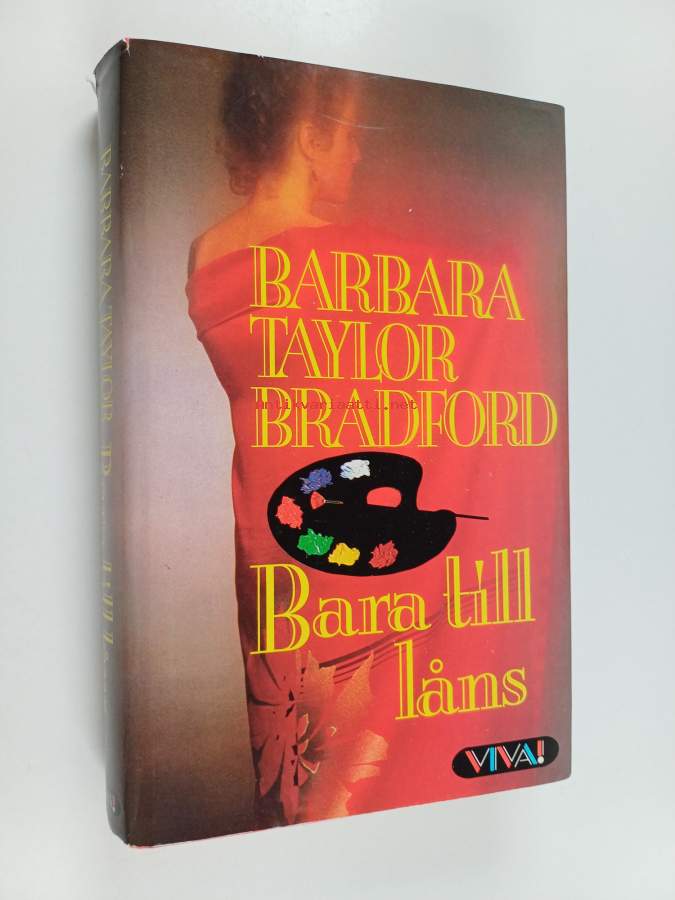 BARBARA
TAYLOR
BRADFORD
antikvariaatti.net
Bara till
låns
VIVA!
BARBARA TAYLOR